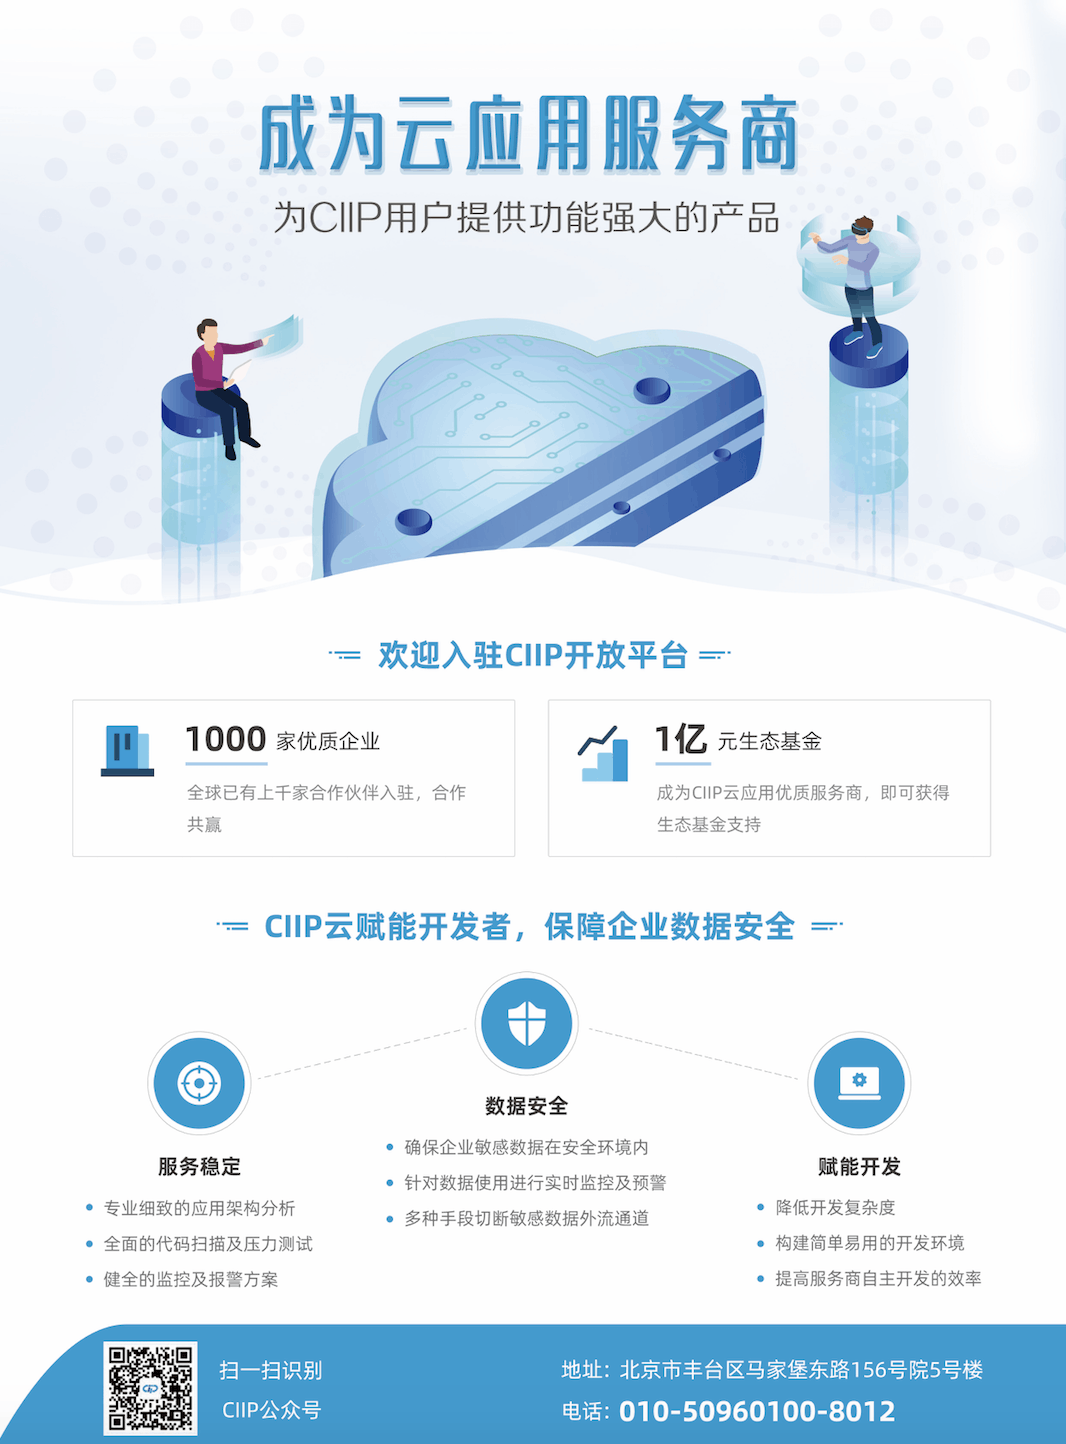 成为云应用服务商
为CIIP用户提供功能强大的产品
欢迎入驻CIIP开放平台
1000 家优质企业
全球已有上千家合作伙伴入驻，合作
共赢
1亿 元生态基金
成为CIIP云应用优质服务商，即可获得
生态基金支持
CIIP云赋能开发者，保障企业数据安全
服务稳定
专业细致的应用架构分析
全面的代码扫描及压力测试
健全的监控及报警方案
数据安全
确保企业敏感数据在安全环境内
针对数据使用进行实时监控及预警
多种手段切断敏感数据外流通道
赋能开发
降低开发复杂度
构建简单易用的开发环境
提高服务商自主开发的效率
扫一扫识别
CIIP公众号
地址：北京市丰台区马家堡东路156号院5号楼
电话：010-50960100-8012